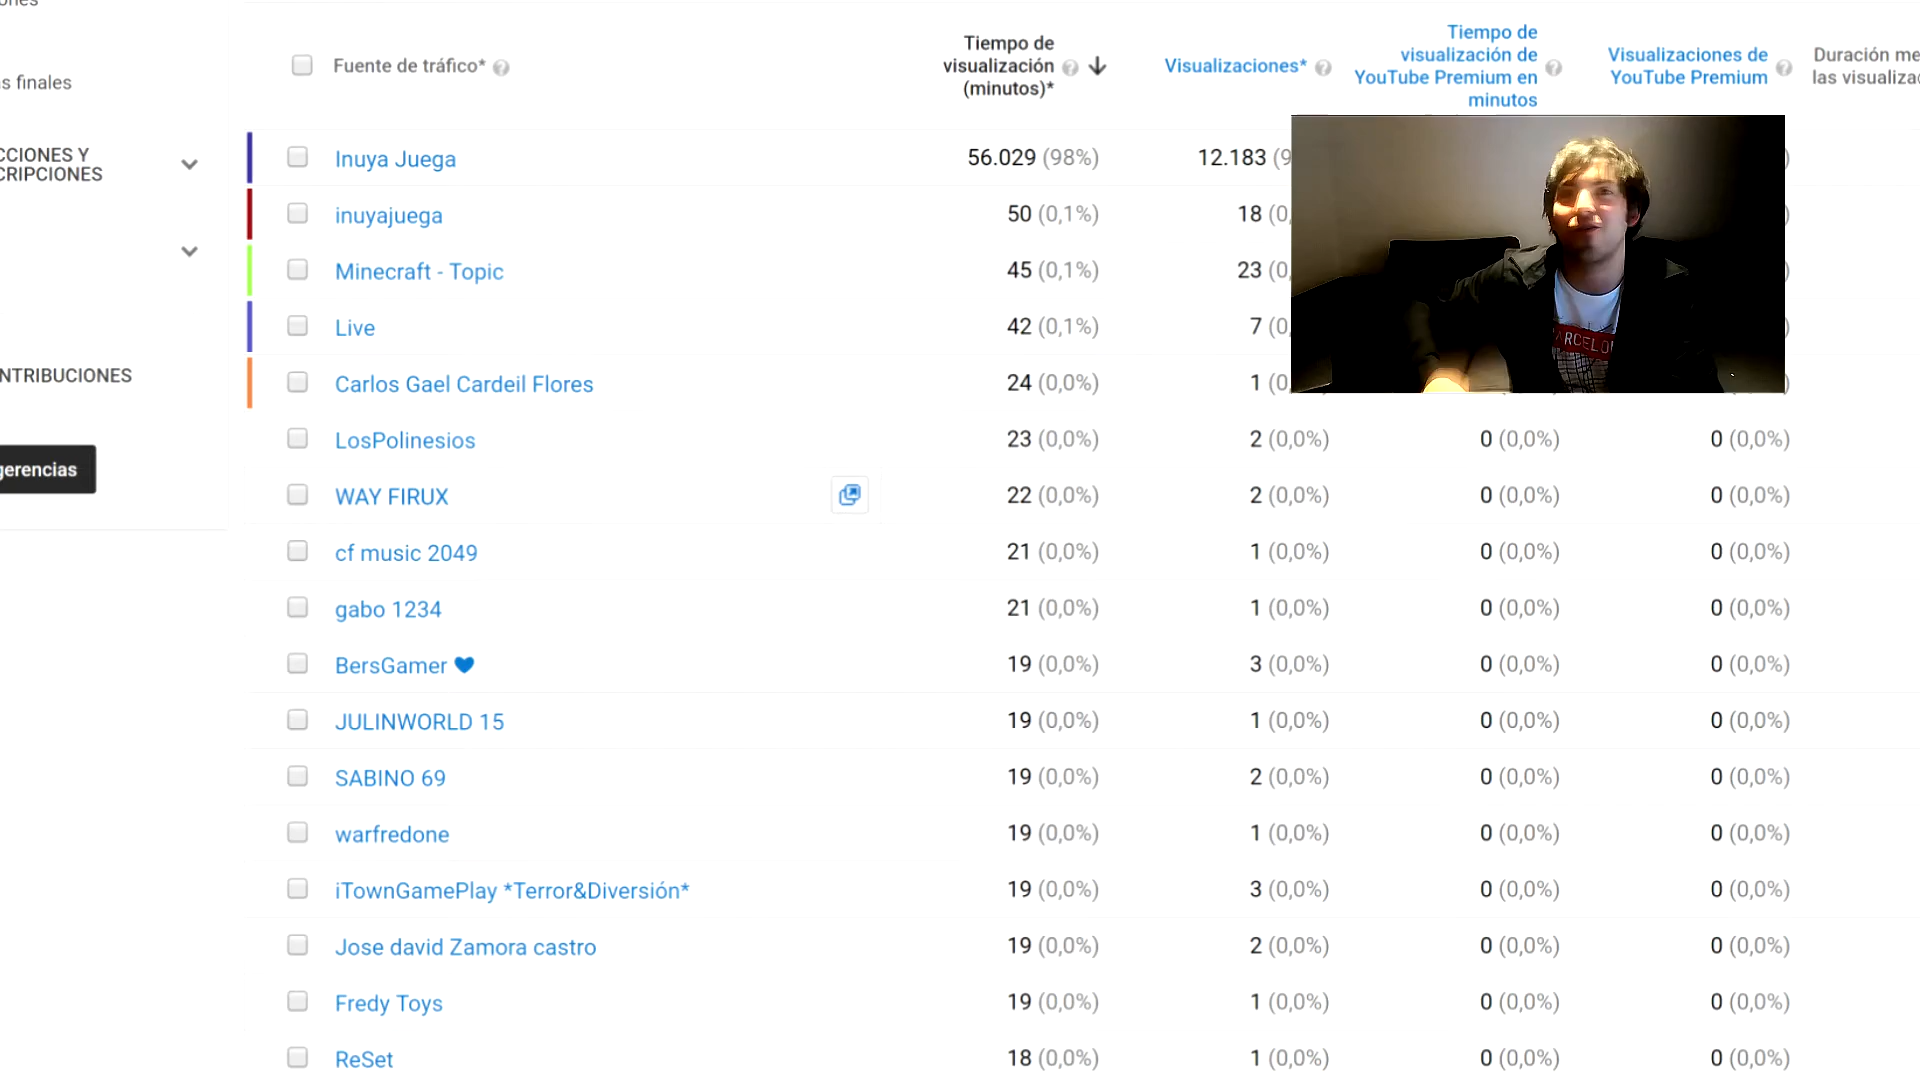 s finales
CCIONES Y
CRIPCIONES
NTRIBUCIONES
gerencias
Fuente de tráfico*
Tiempo de
visualización
(minutos)*
Visualizaciones*
Tiempo de
visualización de
YouTube Premium en
minutos
Visualizaciones de
YouTube Premium
Duración me
las visualiza
Inuya Juega 56.029 (98%) 12.183 (9
inuyajuega 50 (0,1%) 18 (0,
Minecraft - Topic 45 (0,1%) 23 (0,
Live 42 (0,1%) 7 (0,
Carlos Gael Cardeil Flores 24 (0,0%) 1 (0,
ARCELO
LosPolinesios 23 (0,0%) 2 (0,0%) 0 (0,0%) 0 (0,0%)
WAY FIRUX 22 (0,0%) 2 (0,0%) 0 (0,0%) 0 (0,0%)
cf music 2049 21 (0,0%) 1 (0,0%) 0 (0,0%) 0 (0,0%)
gabo 1234 21 (0,0%) 1 (0,0%) 0 (0,0%) 0 (0,0%)
BersGamer 💙 19 (0,0%) 3 (0,0%) 0 (0,0%) 0 (0,0%)
JULINWORLD 15 19 (0,0%) 1 (0,0%) 0 (0,0%) 0 (0,0%)
SABINO 69 19 (0,0%) 2 (0,0%) 0 (0,0%) 0 (0,0%)
warfredone 19 (0,0%) 1 (0,0%) 0 (0,0%) 0 (0,0%)
iTownGamePlay *Terror&Diversión* 19 (0,0%) 3 (0,0%) 0 (0,0%) 0 (0,0%)
Jose david Zamora castro 19 (0,0%) 2 (0,0%) 0 (0,0%) 0 (0,0%)
Fredy Toys 19 (0,0%) 1 (0,0%) 0 (0,0%) 0 (0,0%)
ReSet 18 (0,0%) 1 (0,0%) 0 (0,0%) 0 (0,0%)